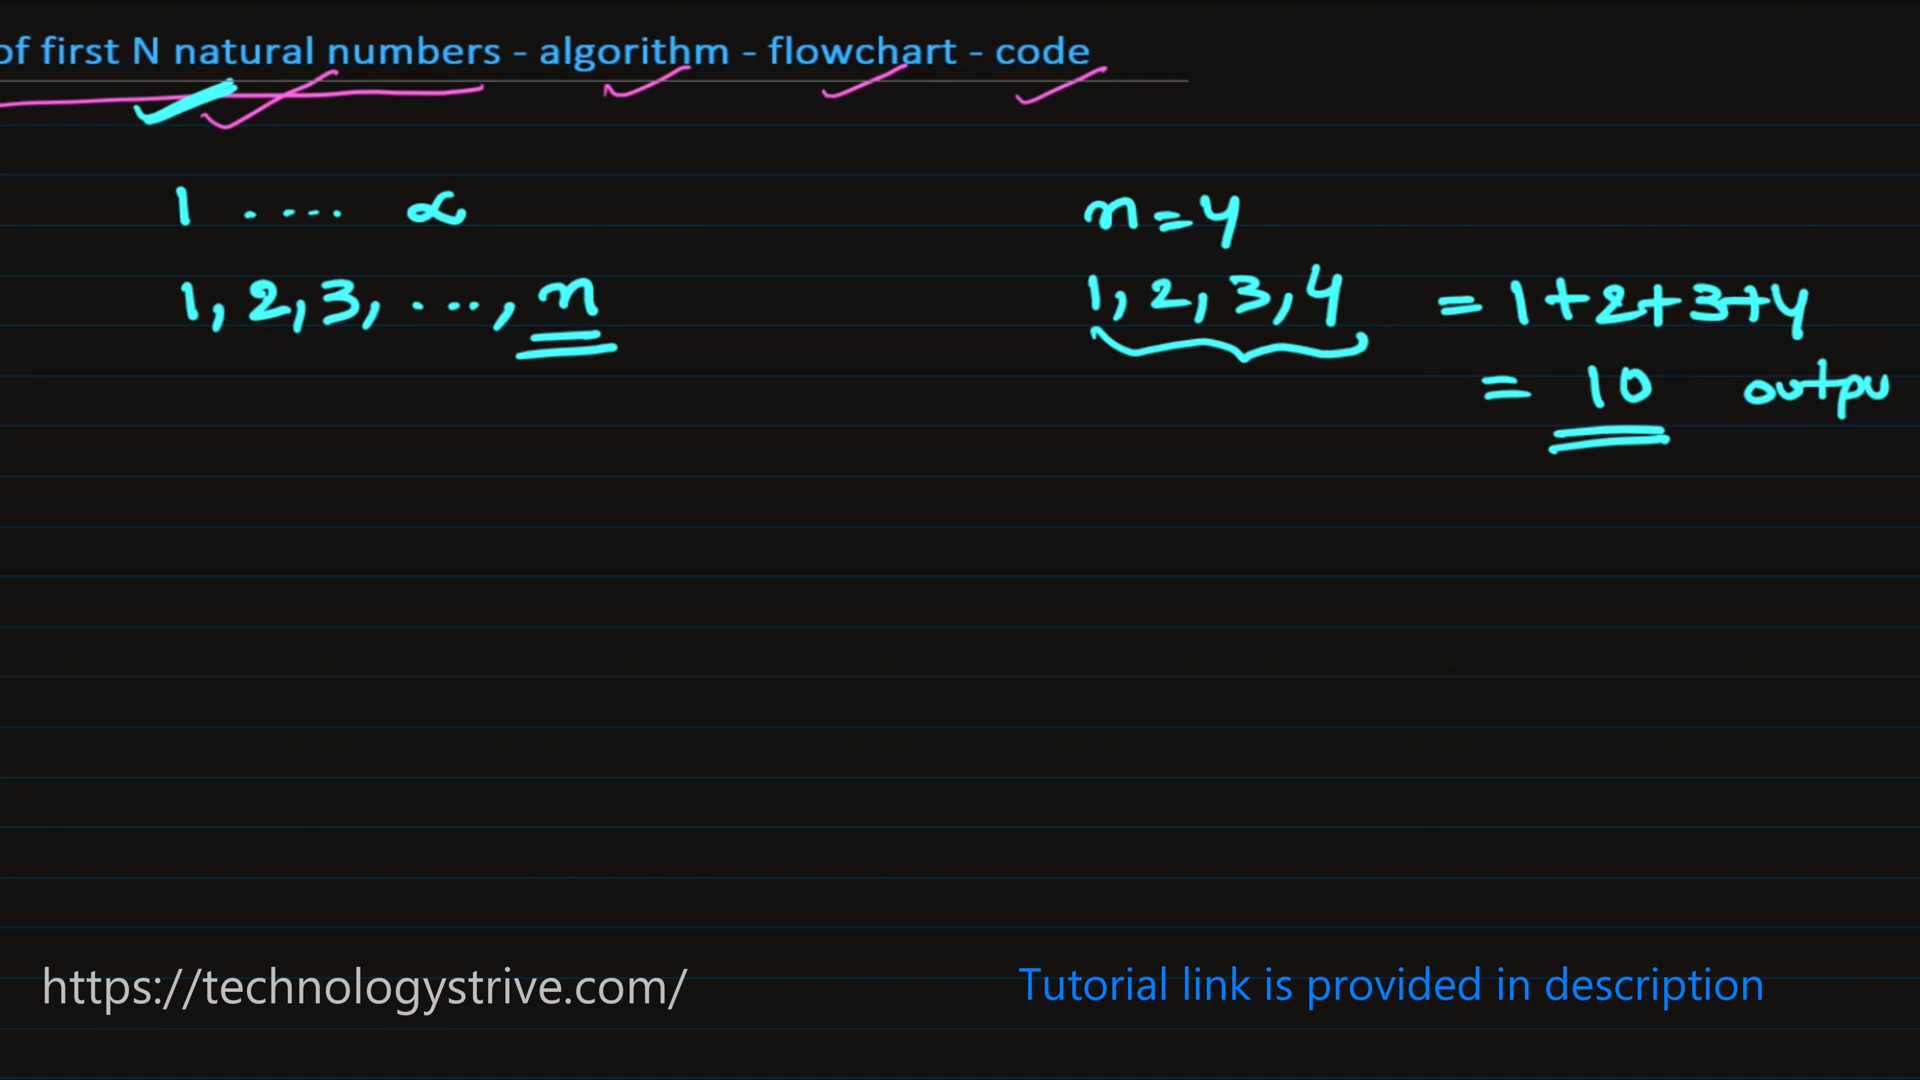 of first N natural numbers - algorithm - flowchart - code
1 ..... ∝
1, 2, 3, ...., n
n = 4
1, 2, 3, 4 = 1+2+3+4
= 10 outpu
https://technologystrive.com/
Tutorial link is provided in description